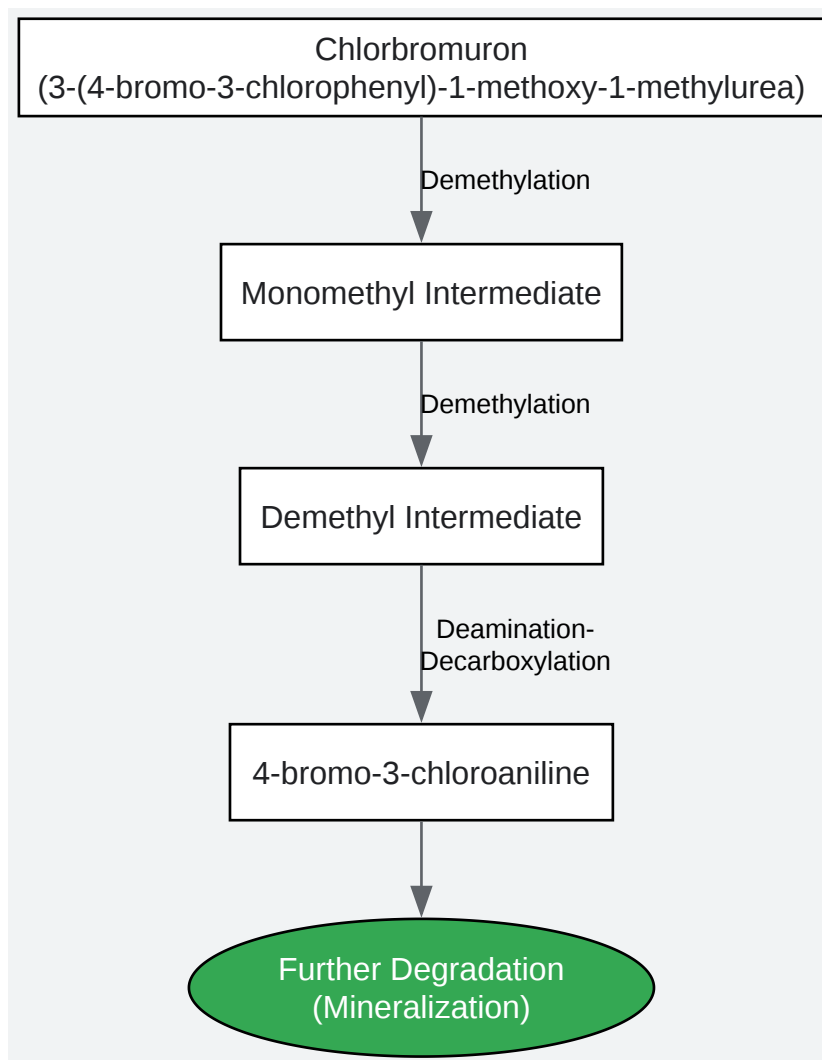 Chlorbromuron
(3-(4-bromo-3-chlorophenyl)-1-methoxy-1-methylurea)
Demethylation
Monomethyl Intermediate
Demethylation
Demethyl Intermediate
Deamination-
Decarboxylation
4-bromo-3-chloroaniline
Further Degradation
(Mineralization)